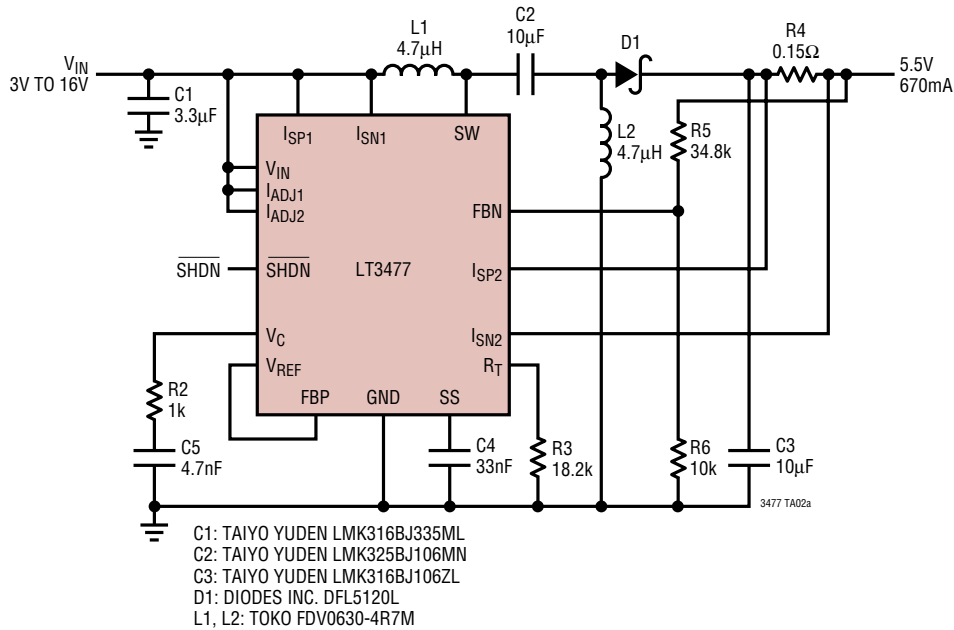 L1
4.7µH
C2
10µF
D1
R4
0.15Ω
VIN
3V TO 16V
5.5V
670mA
C1
3.3µF
ISP1
ISN1
SW
L2
4.7µH
R5
34.8k
VIN
IADJ1
IADJ2
FBN
SHDN
SHDN
LT3477
ISP2
VC
ISN2
VREF
RT
FBP
GND
SS
R2
1k
C5
4.7nF
C4
33nF
R3
18.2k
R6
10k
C3
10µF
3477 TA02a
C1: TAIYO YUDEN LMK316BJ335ML
C2: TAIYO YUDEN LMK325BJ106MN
C3: TAIYO YUDEN LMK316BJ106ZL
D1: DIODES INC. DFL5120L
L1, L2: TOKO FDV0630-4R7M